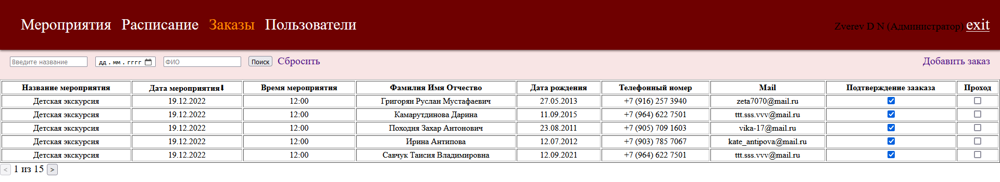 Мероприятия Расписание Заказы Пользователи Zverev D N (Администратор) exit
Введите название дд.мм.гггг ФИО Поиск Сбросить Добавить заказ
Название мероприятия Дата мероприятия⬇ Время мероприятия Фамилия Имя Отчество Дата рождения Телефонный номер Mail Подтверждение зааказа Проход
Детская экскурсия 19.12.2022 12:00 Григорян Руслан Мустафаевич 27.05.2013 +7 (916) 257 3940 zeta7070@mail.ru
Детская экскурсия 19.12.2022 12:00 Камарутдинова Дарина 11.09.2015 +7 (964) 622 7501 ttt.sss.vvv@mail.ru
Детская экскурсия 19.12.2022 12:00 Походня Захар Антонович 23.08.2011 +7 (905) 709 1603 vika-17@mail.ru
Детская экскурсия 19.12.2022 12:00 Ирина Антипова 12.07.2012 +7 (903) 785 7067 kate_antipova@mail.ru
Детская экскурсия 19.12.2022 12:00 Савчук Таисия Владимировна 12.09.2021 +7 (964) 622 7501 ttt.sss.vvv@mail.ru
< 1 из 15 >